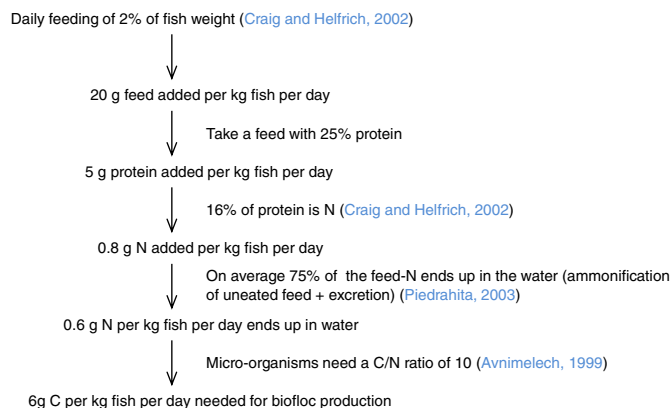 Daily feeding of 2% of fish weight (Craig and Helfrich, 2002)
20 g feed added per kg fish per day
Take a feed with 25% protein
5 g protein added per kg fish per day
16% of protein is N (Craig and Helfrich, 2002)
0.8 g N added per kg fish per day
On average 75% of the feed-N ends up in the water (ammonification
of uneated feed + excretion) (Piedrahita, 2003)
0.6 g N per kg fish per day ends up in water
Micro-organisms need a C/N ratio of 10 (Avnimelech, 1999)
6g C per kg fish per day needed for biofloc production